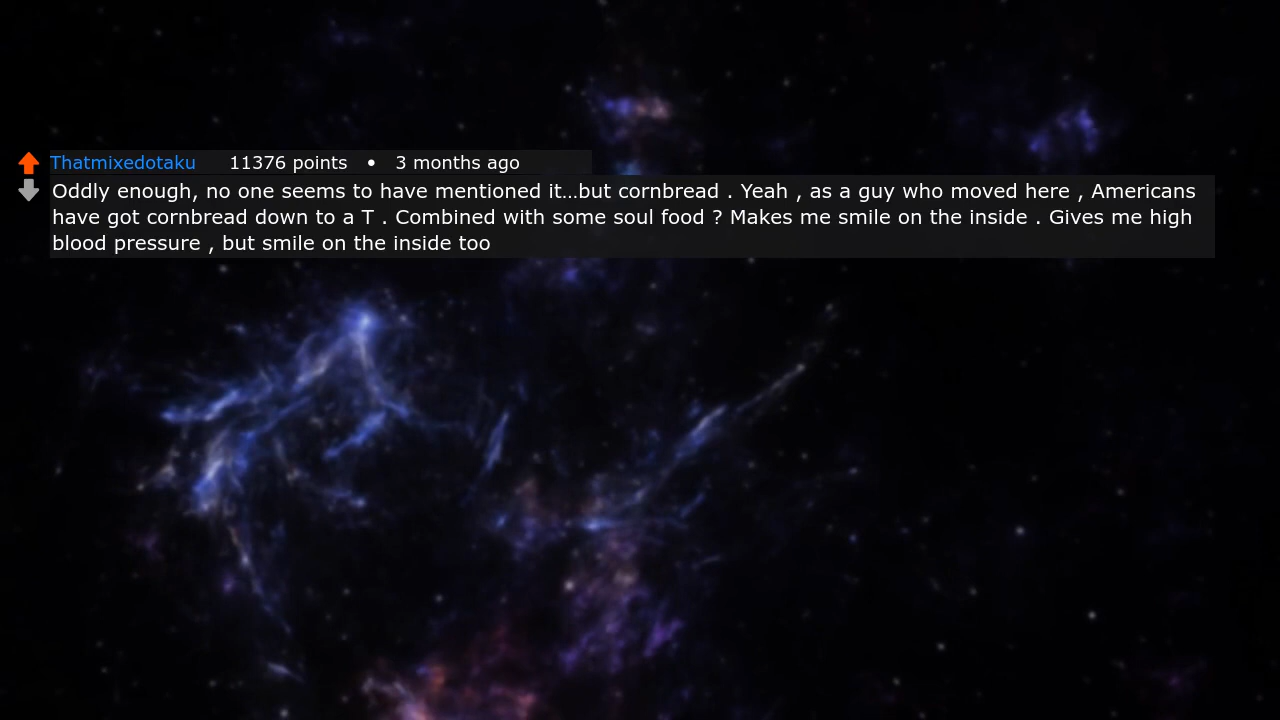 Thatmixedotaku 11376 points • 3 months ago
Oddly enough, no one seems to have mentioned it...but cornbread . Yeah , as a guy who moved here , Americans
have got cornbread down to a T . Combined with some soul food ? Makes me smile on the inside . Gives me high
blood pressure , but smile on the inside too